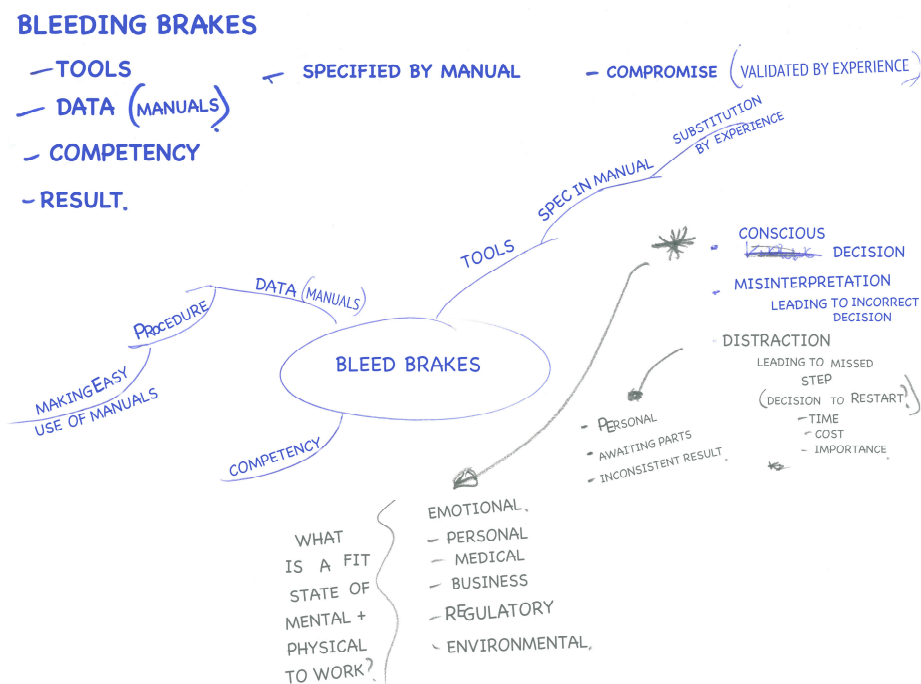 BLEEDING BRAKES
– TOOLS
– SPECIFIED BY MANUAL
– COMPROMISE (VALIDATED BY EXPERIENCE)
– DATA (MANUALS)
– COMPETENCY
– RESULT.
SUBSTITUTION
BY EXPERIENCE
SPEC IN MANUAL
TOOLS
DATA (MANUALS)
PROCEDURE
MAKING EASY
USE OF MANUALS
BLEED BRAKES
COMPETENCY
CONSCIOUS
DECISION
MISINTERPRETATION
LEADING TO INCORRECT
DECISION
- DISTRACTION
LEADING TO MISSED
STEP
(DECISION TO RESTART?)
– TIME
– COST
– IMPORTANCE
- PERSONAL
- AWAITING PARTS
- INCONSISTENT RESULT.
EMOTIONAL.
– PERSONAL
– MEDICAL
– BUSINESS
– REGULATORY
- ENVIRONMENTAL,
WHAT
IS A FIT
STATE OF
MENTAL +
PHYSICAL
TO WORK?